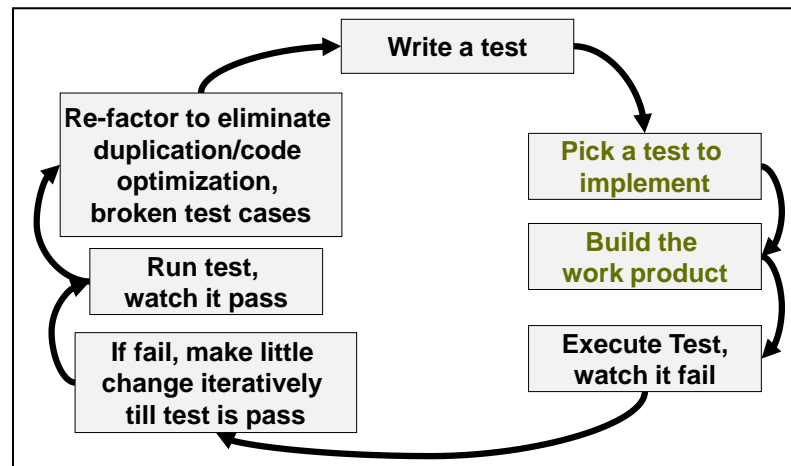 Write a test
Pick a test to
implement
Build the
work product
Execute Test,
watch it fail
If fail, make little
change iteratively
till test is pass
Run test,
watch it pass
Re-factor to eliminate
duplication/code
optimization,
broken test cases